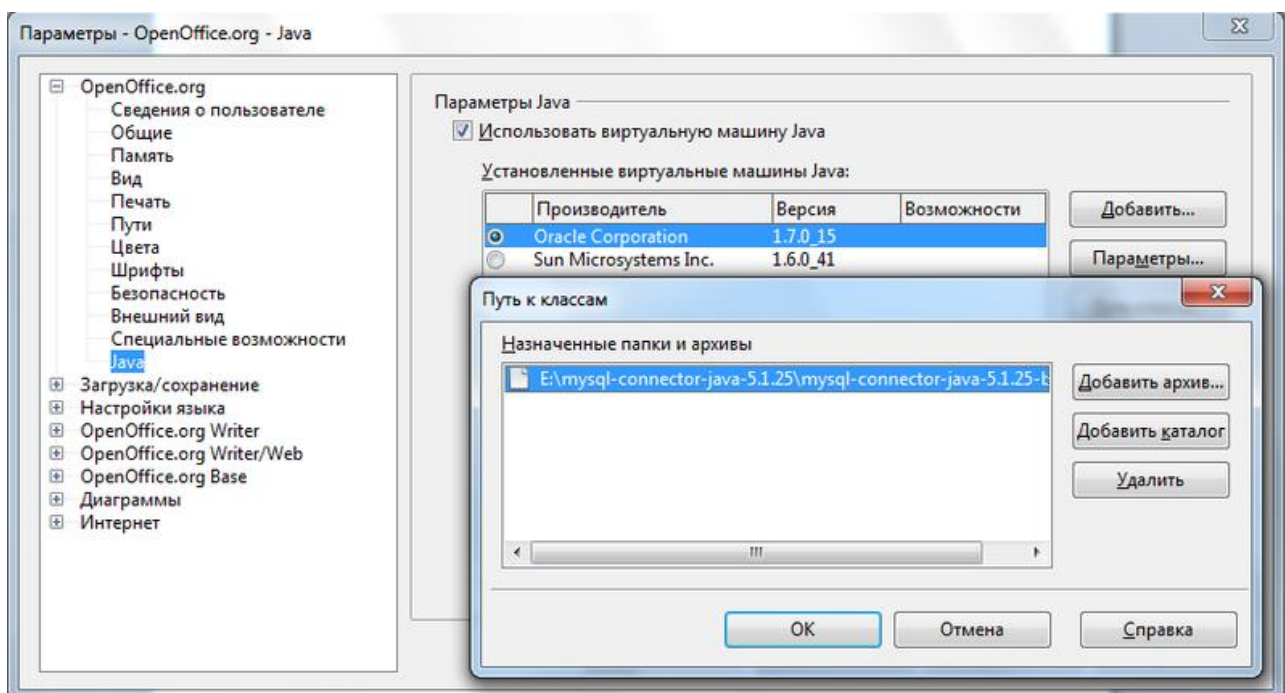 Параметры - OpenOffice.org - Java
OpenOffice.org
Сведения о пользователе
Общие
Память
Вид
Печать
Пути
Цвета
Шрифты
Безопасность
Внешний вид
Специальные возможности
Java
Загрузка/сохранение
Настройки языка
OpenOffice.org Writer
OpenOffice.org Writer/Web
OpenOffice.org Base
Диаграммы
Интернет
Параметры Java
Использовать виртуальную машину Java
Установленные виртуальные машины Java:
Производитель Версия Возможности
Oracle Corporation 1.7.0_15
Sun Microsystems Inc. 1.6.0_41
Добавить...
Параметры...
Путь к классам
Назначенные папки и архивы
E:\mysql-connector-java-5.1.25\mysql-connector-java-5.1.25-b
Добавить архив...
Добавить каталог
Удалить
OK Отмена Справка